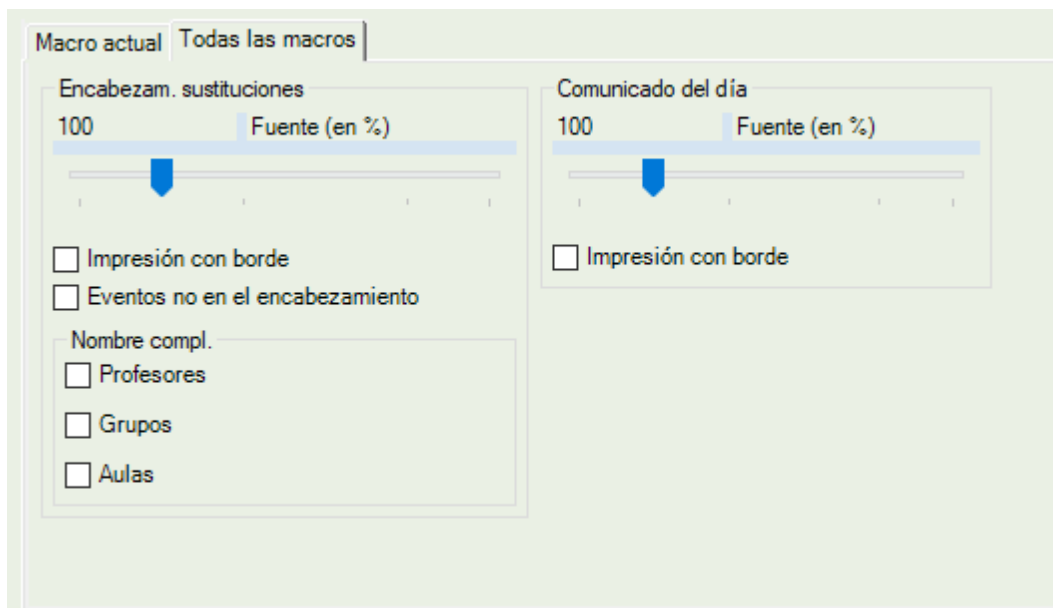 Macro actual
Todas las macros
Encabezam. sustituciones
100 Fuente (en %)
Impresión con borde
Eventos no en el encabezamiento
Nombre compl.
Profesores
Grupos
Aulas
Comunicado del día
100 Fuente (en %)
Impresión con borde